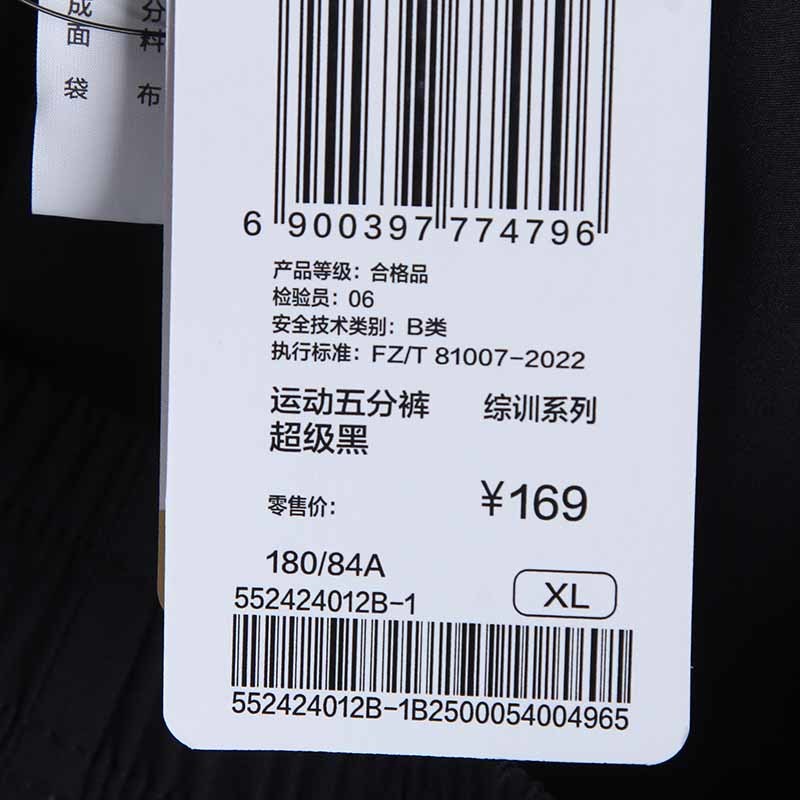 成 分
面 料
袋 布
6 900397 774796
产品等级：合格品
检验员：06
安全技术类别：B类
执行标准：FZ/T 81007-2022
运动五分裤 综训系列
超级黑
零售价： ¥169
180/84A
552424012B-1 XL
552424012B-1B2500054004965